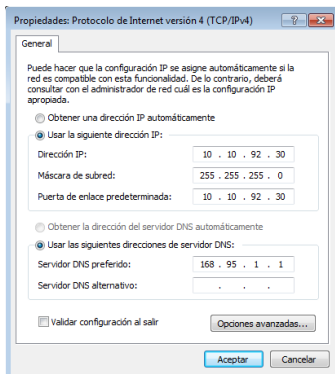 Propiedades: Protocolo de Internet versión 4 (TCP/IPv4)
General
Puede hacer que la configuración IP se asigne automáticamente si la
red es compatible con esta funcionalidad. De lo contrario, deberá
consultar con el administrador de red cuál es la configuración IP
apropiada.
Obtener una dirección IP automáticamente
Usar la siguiente dirección IP:
Dirección IP: 10 . 10 . 92 . 30
Máscara de subred: 255 . 255 . 255 . 0
Puerta de enlace predeterminada: 10 . 10 . 92 . 30
Obtener la dirección del servidor DNS automáticamente
Usar las siguientes direcciones de servidor DNS:
Servidor DNS preferido: 168 . 95 . 1 . 1
Servidor DNS alternativo: . . .
Validar configuración al salir
Opciones avanzadas...
Aceptar Cancelar